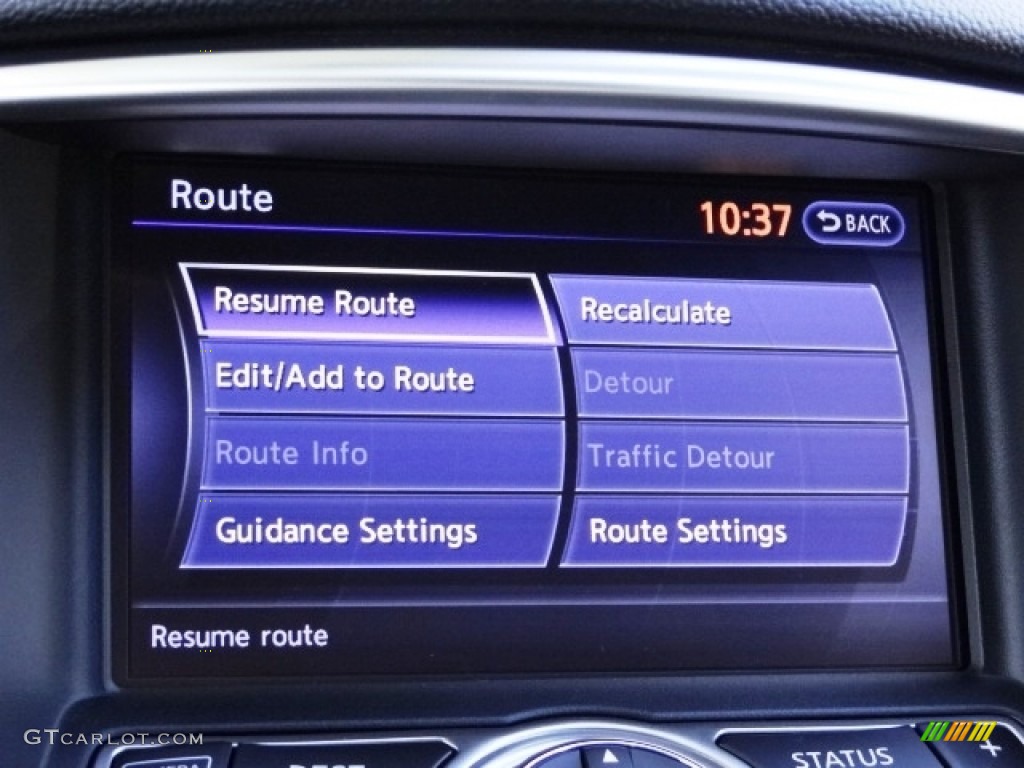 Route
10:37
BACK
Resume Route
Recalculate
Edit/Add to Route
Detour
Route Info
Traffic Detour
Guidance Settings
Route Settings
Resume route
GTCARLOT.COM
STATUS
+